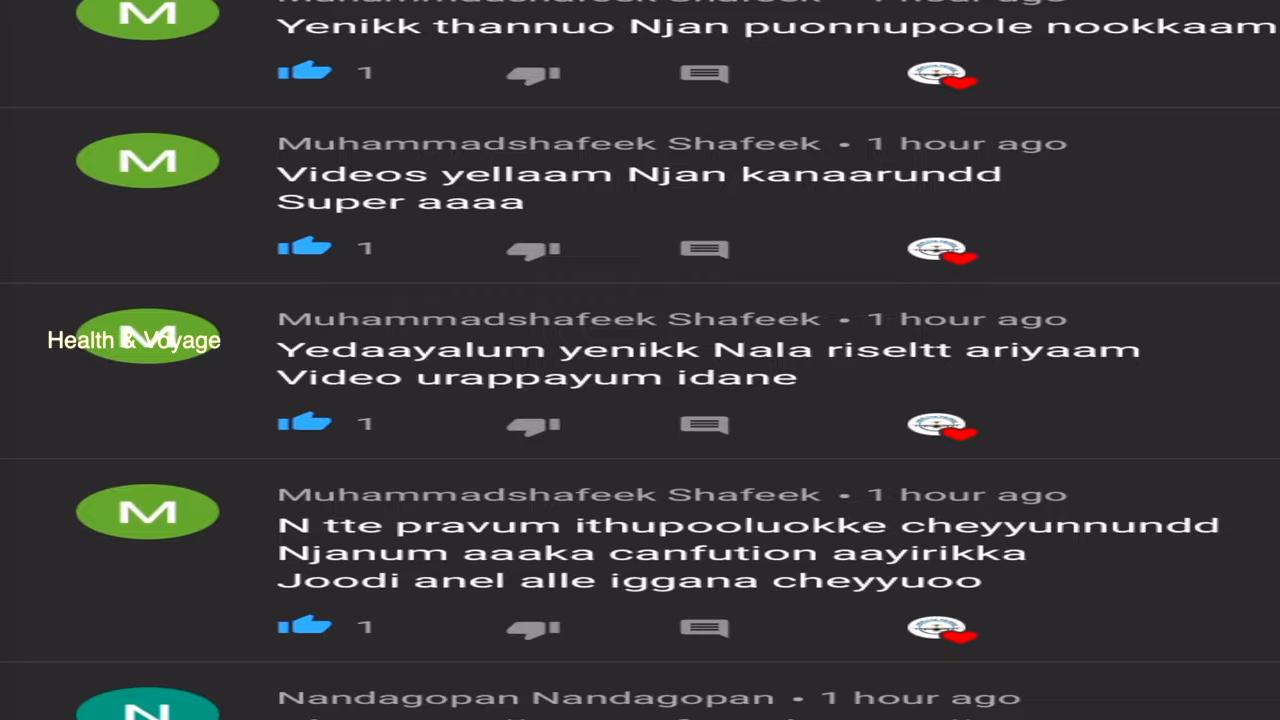 Muhammadshafeek Shafeek • 1 hour ago
Yenikk thannuo Njan puonnupoole nookkaam
1
M
Muhammadshafeek Shafeek • 1 hour ago
Videos yellaam Njan kanaarundd
Super aaaa
1
M
Health & Voyage
Muhammadshafeek Shafeek • 1 hour ago
Yedaayalum yenikk Nala riseltt ariyaam
Video urappayum idane
1
M
Muhammadshafeek Shafeek • 1 hour ago
N tte pravum ithupooluokke cheyyunnundd
Njanum aaaka canfution aayirikka
Joodi anel alle iggana cheyyuoo
1
N
Nandagopan Nandagopan • 1 hour ago